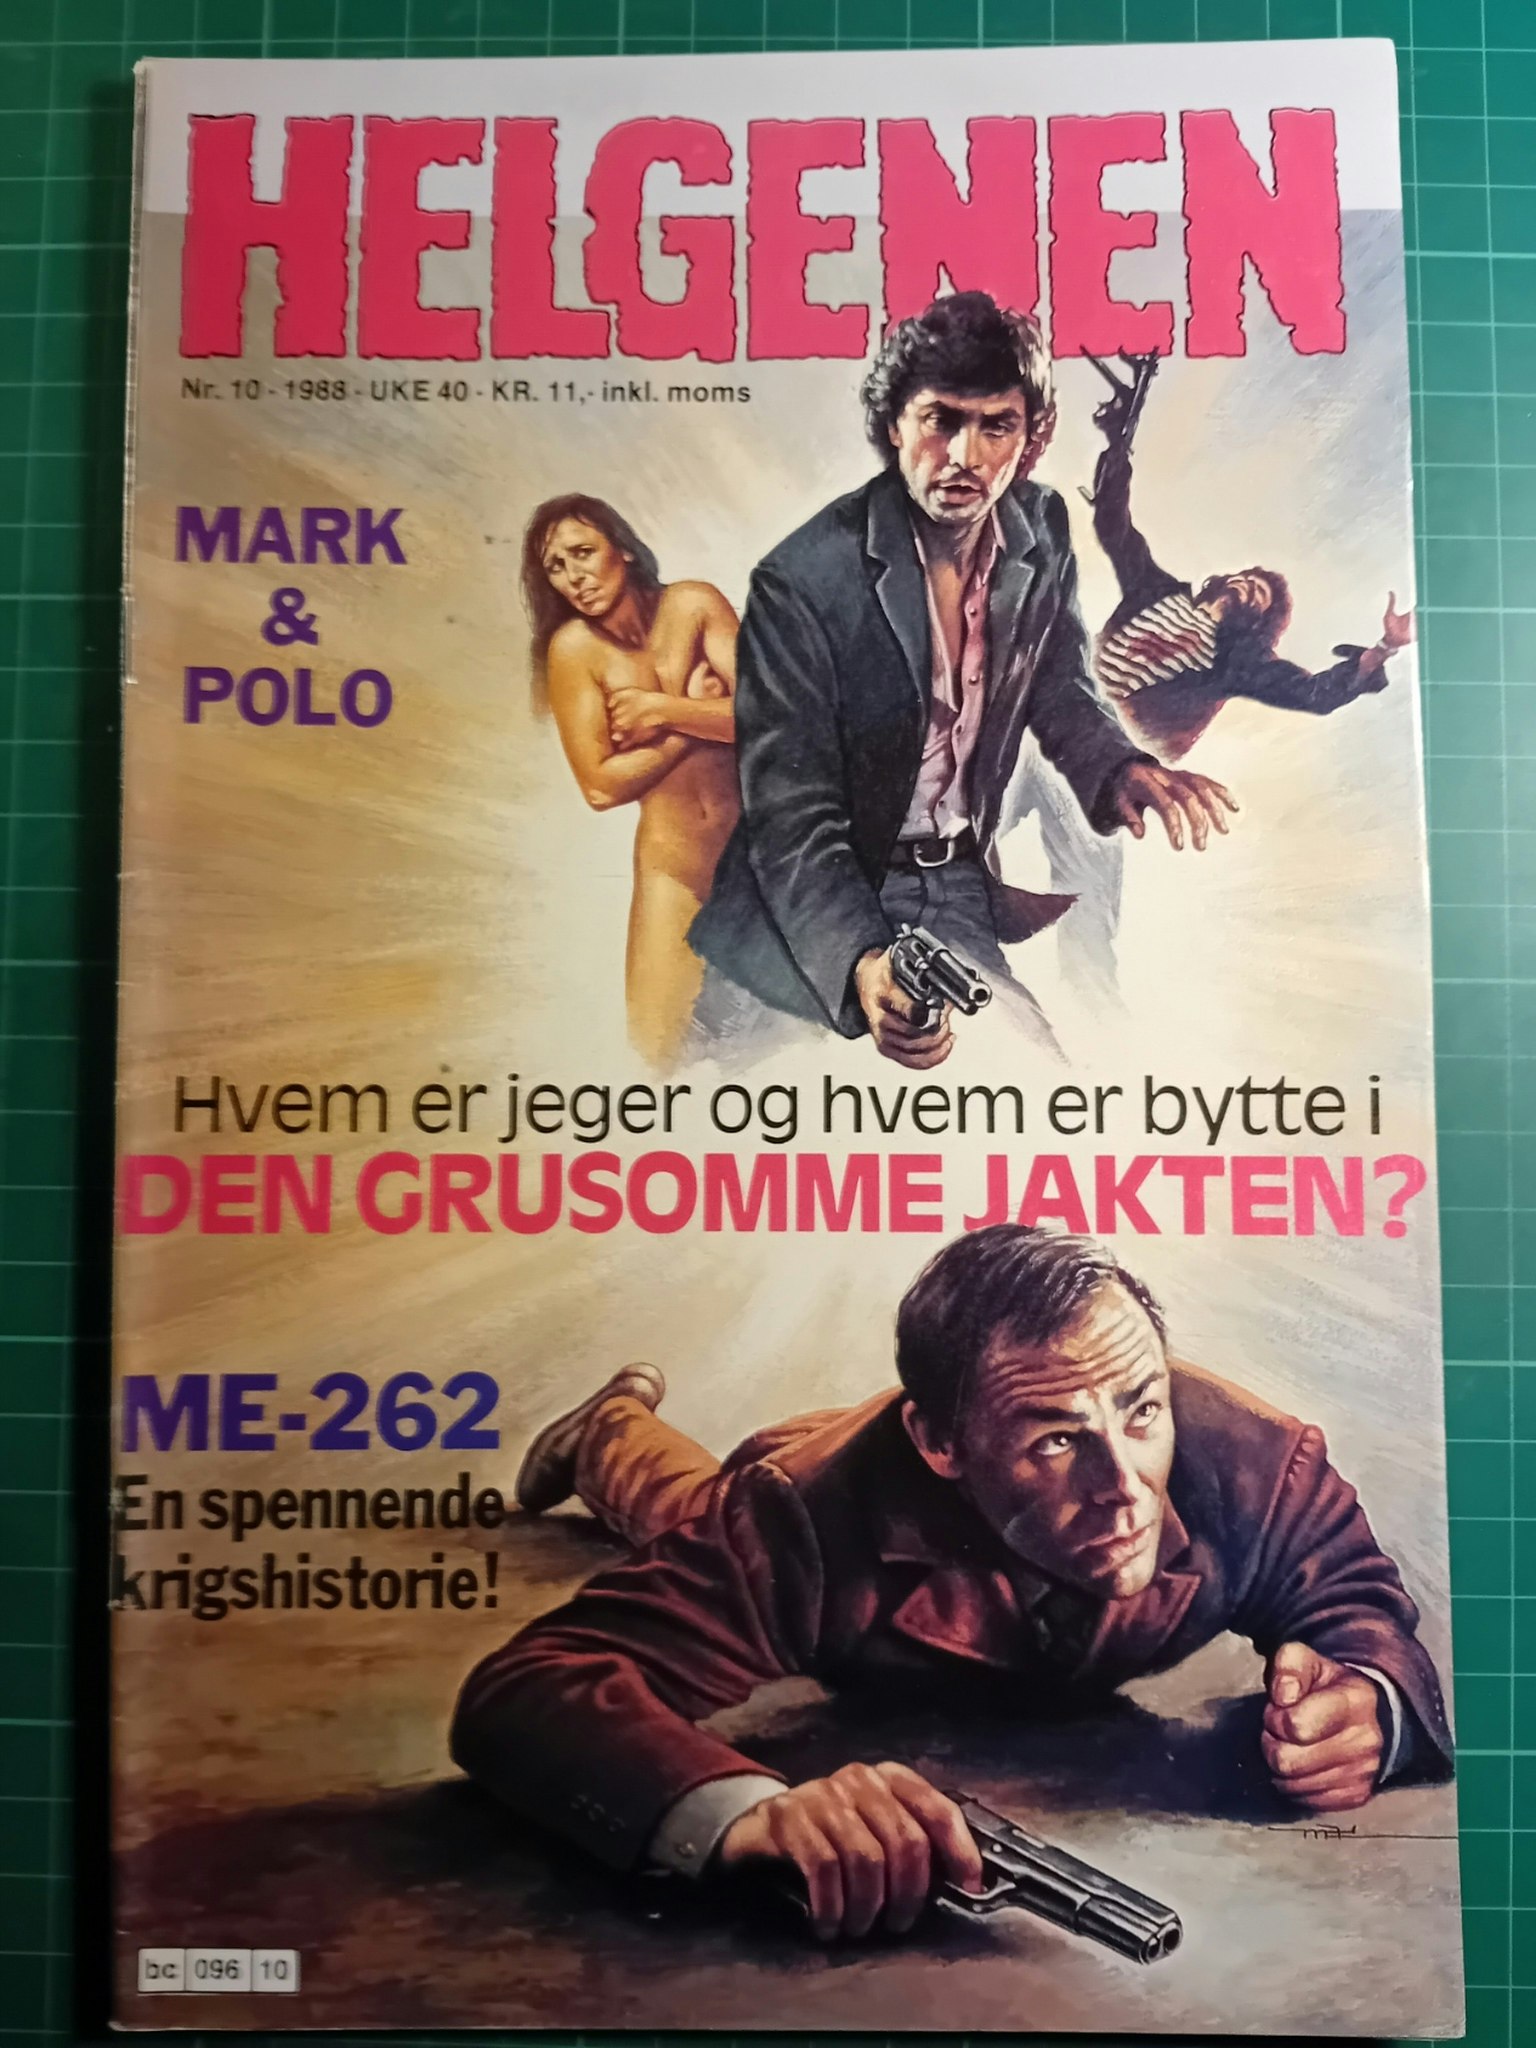 HELGENEN
Nr. 10 - 1988 - UKE 40 - KR. 11,- inkl. moms
MARK
&
POLO
Hvem er jeger og hvem er bytte i
DEN GRUSOMME JAKTEN?
ME-262
En spennende
krigshistorie!
bc 096 10